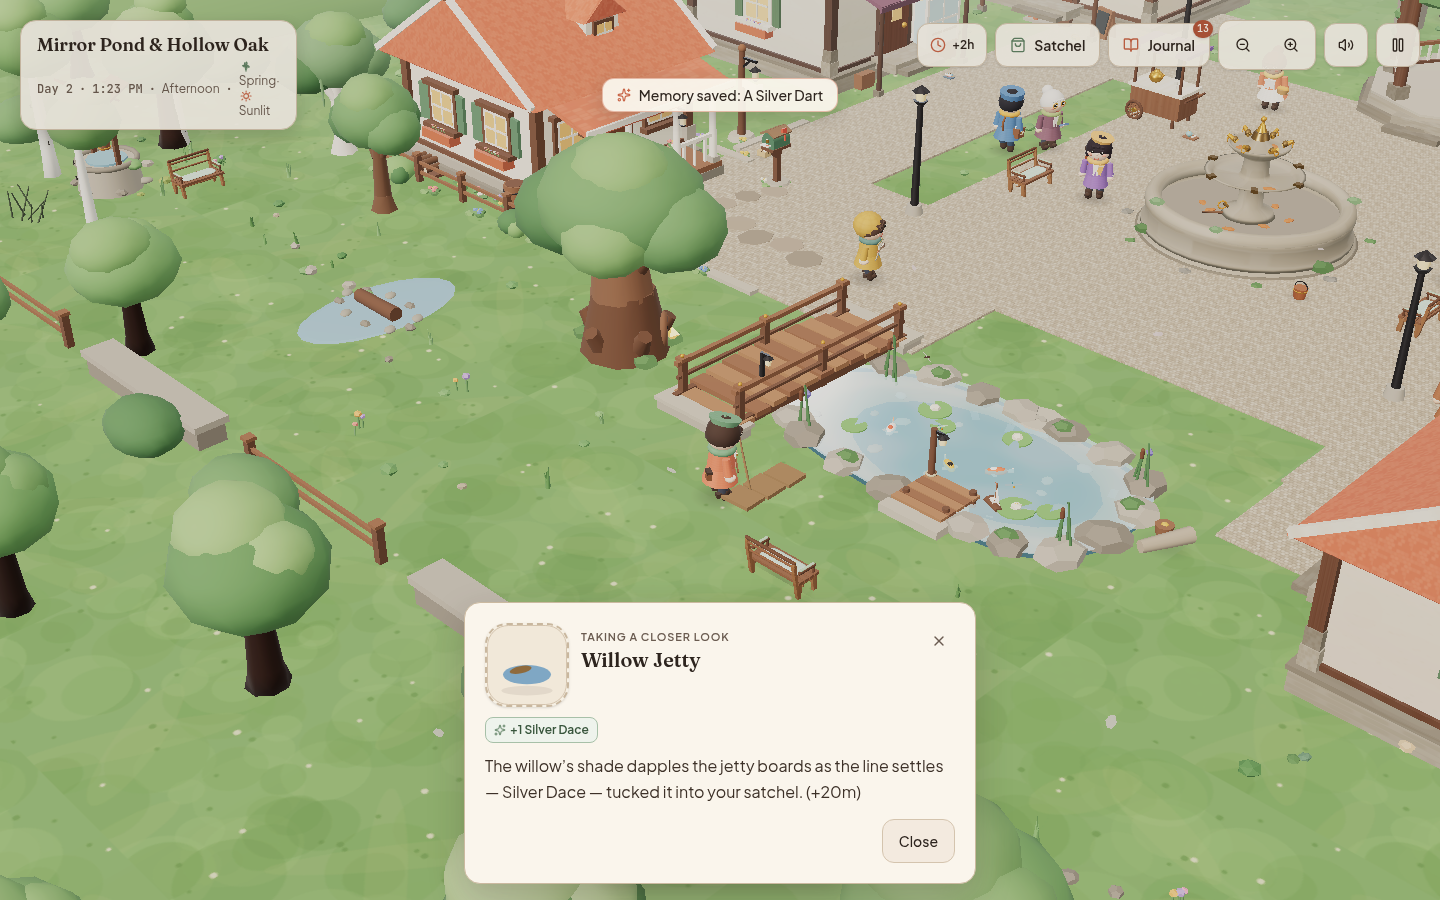 Mirror Pond & Hollow Oak
Day 2 · 1:23 PM · Afternoon · Spring· Sunlit
+2h
Satchel
Journal
13
Memory saved: A Silver Dart
TAKING A CLOSER LOOK
Willow Jetty
+1 Silver Dace
The willow’s shade dapples the jetty boards as the line settles
— Silver Dace — tucked it into your satchel. (+20m)
Close